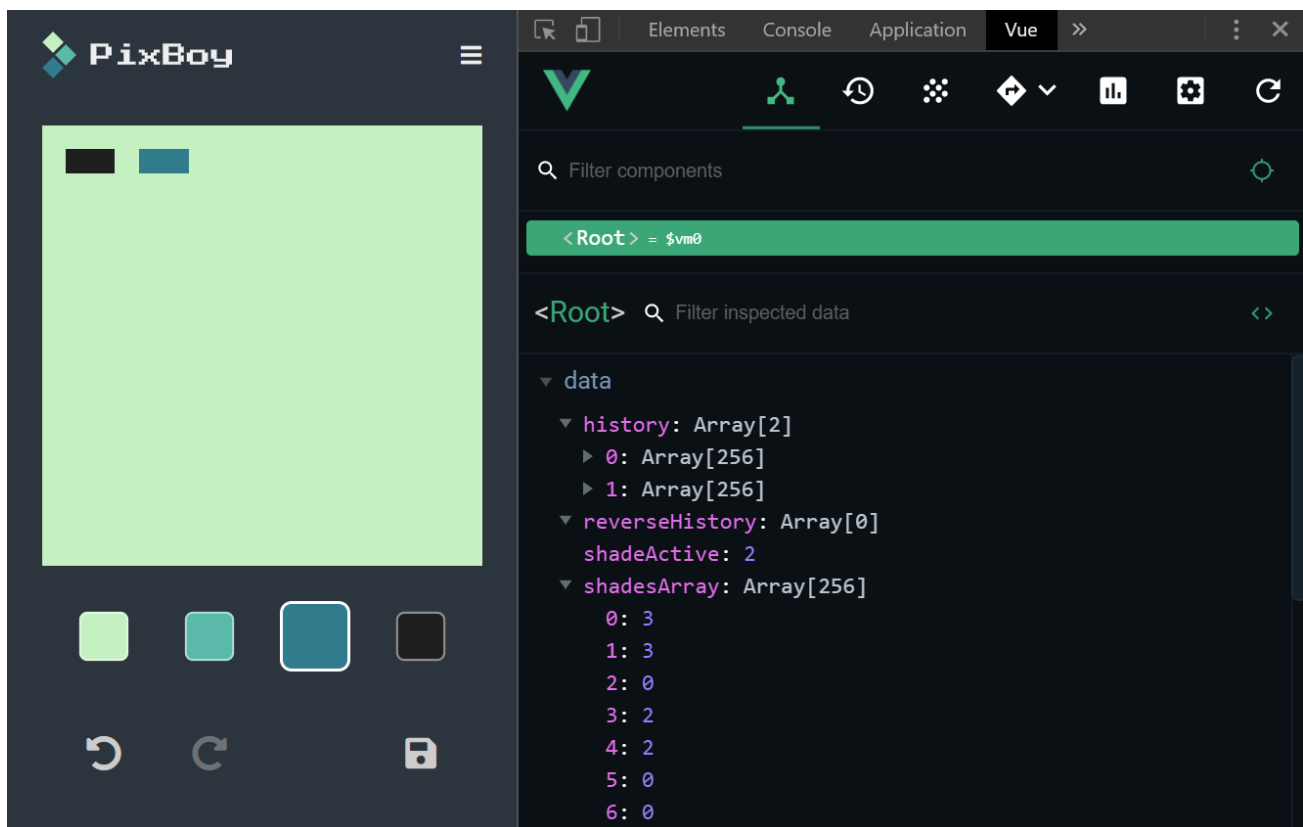 PixBoy
Elements Console Application Vue
Filter components
<Root> = $vm0
<Root> Filter inspected data
data
history: Array[2]
0: Array[256]
1: Array[256]
reverseHistory: Array[0]
shadeActive: 2
shadesArray: Array[256]
0: 3
1: 3
2: 0
3: 2
4: 2
5: 0
6: 0